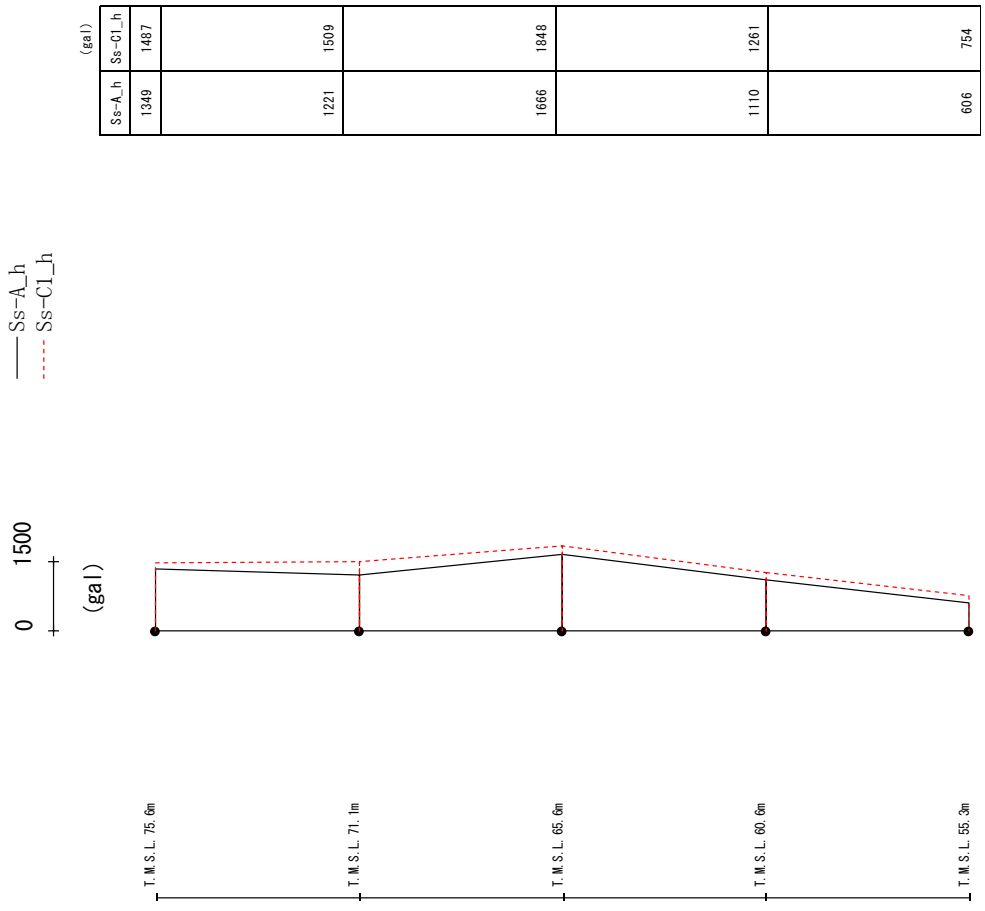 Ss-A_h
Ss-C1_h
0 1500
(gal)
(gal)
Ss-A_h Ss-C1_h
1349 1487
1221 1509
1666 1848
1110 1261
606 754
T.M.S.L. 75.6m
T.M.S.L. 71.1m
T.M.S.L. 65.6m
T.M.S.L. 60.6m
T.M.S.L. 55.3m